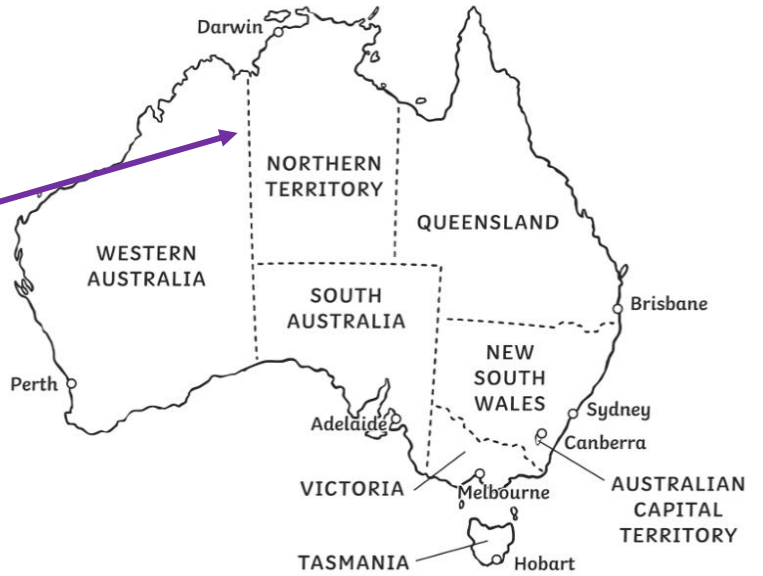 Darwin
NORTHERN
TERRITORY
QUEENSLAND
WESTERN
AUSTRALIA
SOUTH
AUSTRALIA
Brisbane
NEW
SOUTH
WALES
Perth
Adelaide
Sydney
Canberra
VICTORIA
Melbourne
AUSTRALIAN
CAPITAL
TERRITORY
TASMANIA
Hobart